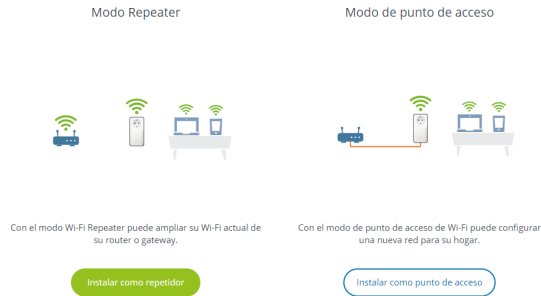 Modo Repeater
Con el modo Wi-Fi Repeater puede ampliar su Wi-Fi actual de
su router o gateway.
Instalar como repetidor
Modo de punto de acceso
Con el modo de punto de acceso de Wi-Fi puede configurar
una nueva red para su hogar.
Instalar como punto de acceso